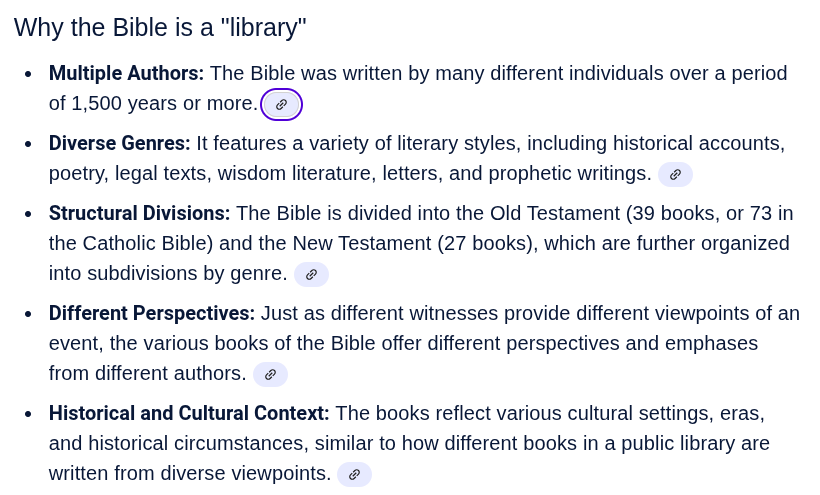 Why the Bible is a "library"
• Multiple Authors: The Bible was written by many different individuals over a period
of 1,500 years or more.
• Diverse Genres: It features a variety of literary styles, including historical accounts,
poetry, legal texts, wisdom literature, letters, and prophetic writings.
• Structural Divisions: The Bible is divided into the Old Testament (39 books, or 73 in
the Catholic Bible) and the New Testament (27 books), which are further organized
into subdivisions by genre.
• Different Perspectives: Just as different witnesses provide different viewpoints of an
event, the various books of the Bible offer different perspectives and emphases
from different authors.
• Historical and Cultural Context: The books reflect various cultural settings, eras,
and historical circumstances, similar to how different books in a public library are
written from diverse viewpoints.